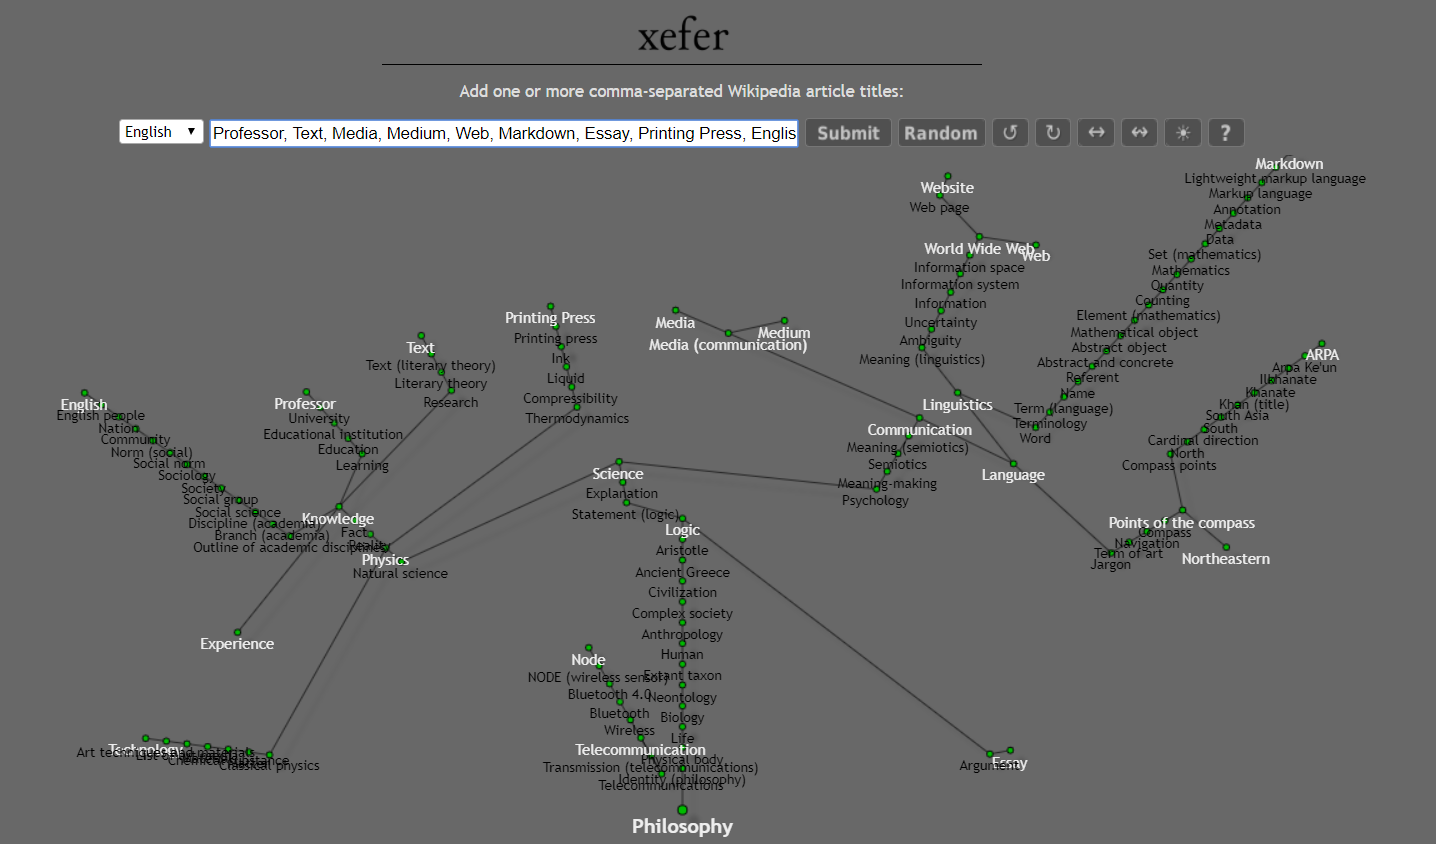 xefer
Add one or more comma-separated Wikipedia article titles:
English ▼ Professor, Text, Media, Medium, Web, Markdown, Essay, Printing Press, Englis Submit Random ?
Markdown
Lightweight markup language
Markup language
Annotation
Metadata
Data
Set (mathematics)
Mathematics
Quantity
Counting
Element (mathematics)
Mathematical object
Abstract object
Abstract and concrete
Referent
Name
Term (language)
Terminology
Word
Website
Web page
World Wide Web
Web
Information space
Information system
Information
Uncertainty
Ambiguity
Meaning (linguistics)
Linguistics
Language
Printing Press
Printing press
Ink
Liquid
Compressibility
Thermodynamics
Media
Medium
Media (communication)
Communication
Meaning (semiotics)
Semiotics
Meaning-making
Psychology
Text
Text (literary theory)
Literary theory
Research
Professor
University
Educational institution
Education
Learning
English
English people
Nation
Community
Norm (social)
Social norm
Sociology
Society
Social group
Social science
Discipline (academia)
Branch (academia)
Outline of academic disciplines
Knowledge
Fact
Reality
Physics
Natural science
Experience
ARPA
Arpa Ke'un
Ilkhanate
Khanate
Khan (title)
South Asia
South
Cardinal direction
North
Compass points
Points of the compass
Compass
Navigation
Term of art
Jargon
Northeastern
Science
Explanation
Statement (logic)
Logic
Aristotle
Ancient Greece
Civilization
Complex society
Anthropology
Human
Extant taxon
Neontology
Biology
Life
Physical body
Identity (philosophy)
Node
NODE (wireless sensor)
Bluetooth 4.0
Bluetooth
Wireless
Telecommunication
Transmission (telecommunications)
Telecommunications
Technology
Art techniques and materials
Chemical substance
Classical physics
Essay
Argument
Philosophy